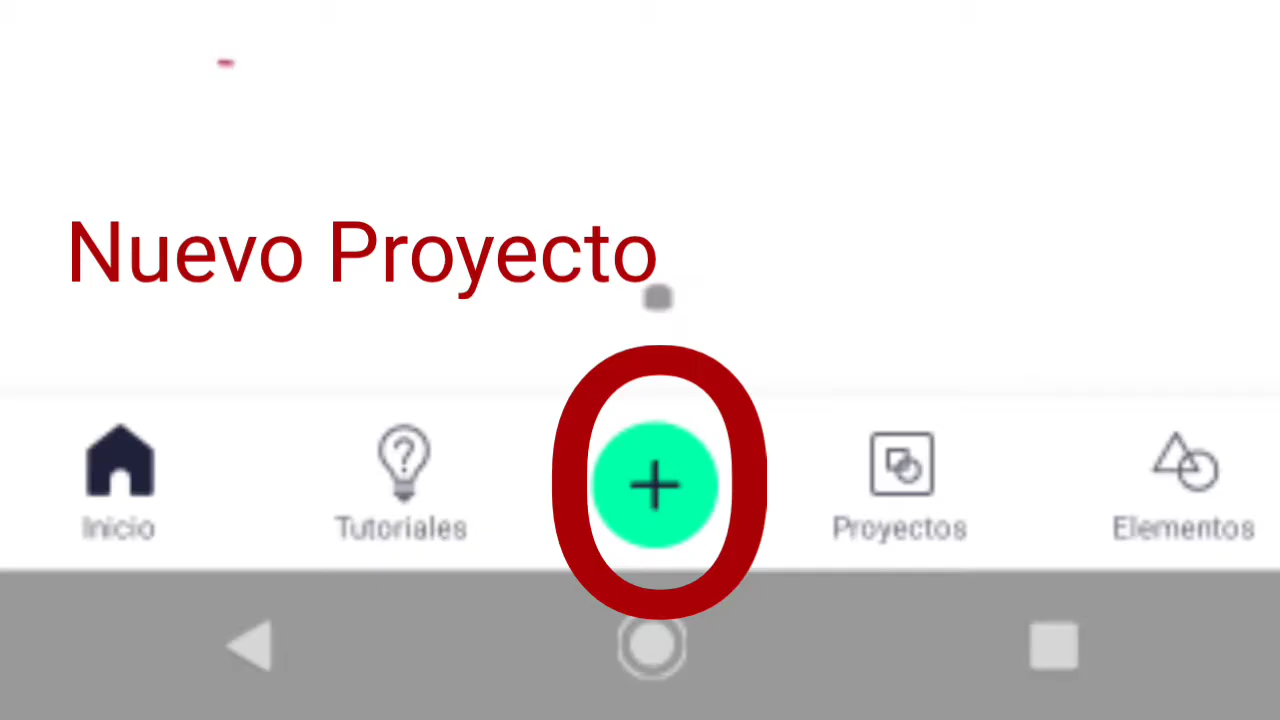 Nuevo Proyecto
Inicio
Tutoriales
Proyectos
Elementos